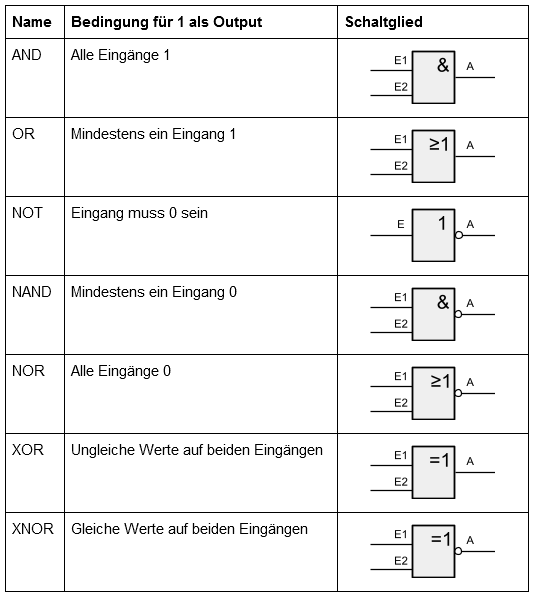 Name Bedingung für 1 als Output Schaltglied
AND Alle Eingänge 1
E1 & A
E2
OR Mindestens ein Eingang 1
E1 ≥1 A
E2
NOT Eingang muss 0 sein
E 1 A
NAND Mindestens ein Eingang 0
E1 & A
E2
NOR Alle Eingänge 0
E1 ≥1 A
E2
XOR Ungleiche Werte auf beiden Eingängen
E1 =1 A
E2
XNOR Gleiche Werte auf beiden Eingängen
E1 =1 A
E2